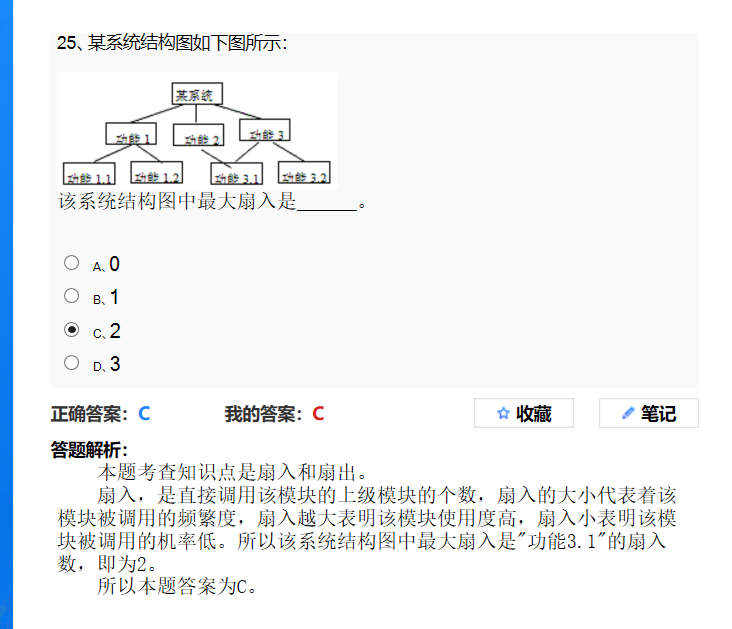 25、某系统结构图如下图所示：
某系统
功能 1
功能 2
功能 3
功能 1.1
功能 1.2
功能 3.1
功能 3.2
该系统结构图中最大扇入是______。
A、0
B、1
C、2
D、3
正确答案：C 我的答案：C 收藏 笔记
答题解析：
本题考查知识点是扇入和扇出。
扇入，是直接调用该模块的上级模块的个数，扇入的大小代表着该
模块被调用的频繁度，扇入越大表明该模块使用度高，扇入小表明该模
块被调用的机率低。所以该系统结构图中最大扇入是"功能3.1"的扇入
数，即为2。
所以本题答案为C。